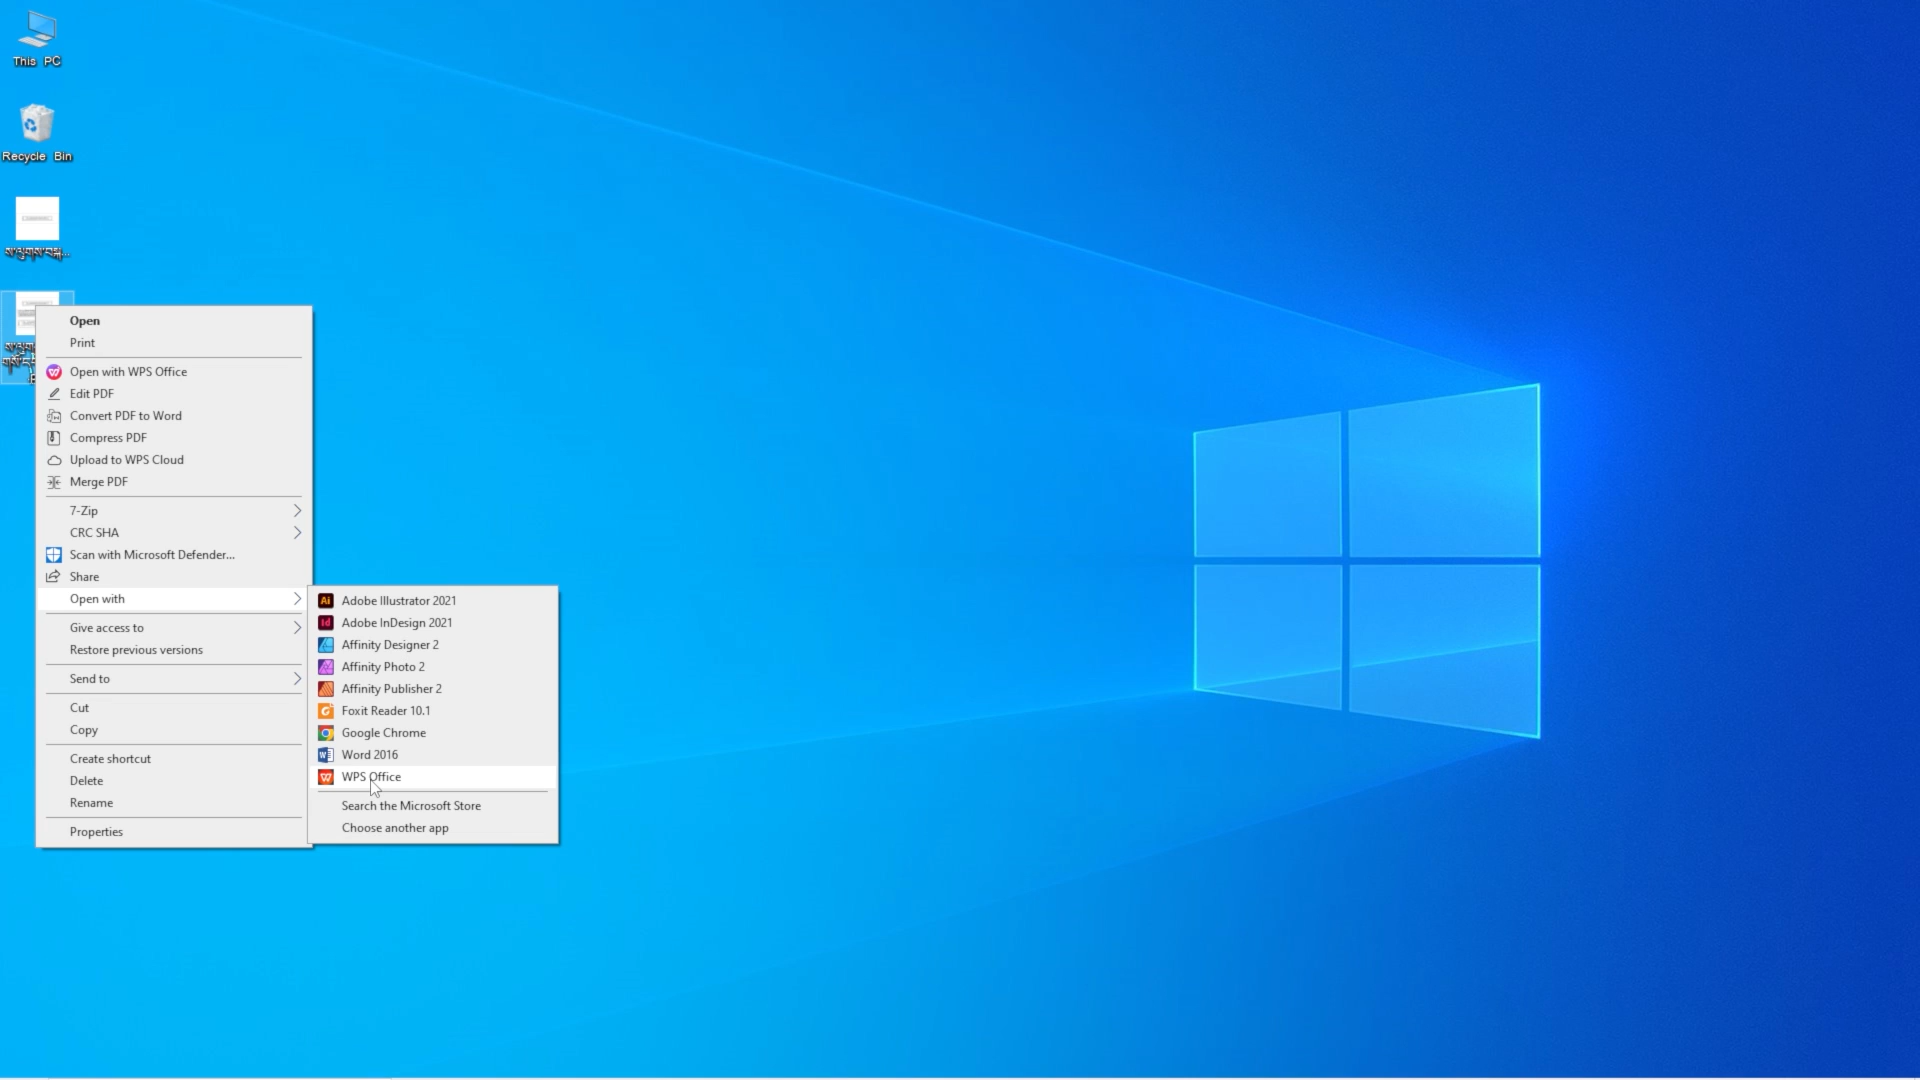 This PC
Recycle Bin
Open
Print
Open with WPS Office
Edit PDF
Convert PDF to Word
Compress PDF
Upload to WPS Cloud
Merge PDF
7-Zip
CRC SHA
Scan with Microsoft Defender...
Share
Open with
Give access to
Restore previous versions
Send to
Cut
Copy
Create shortcut
Delete
Rename
Properties
Adobe Illustrator 2021
Adobe InDesign 2021
Affinity Designer 2
Affinity Photo 2
Affinity Publisher 2
Foxit Reader 10.1
Google Chrome
Word 2016
WPS Office
Search the Microsoft Store
Choose another app